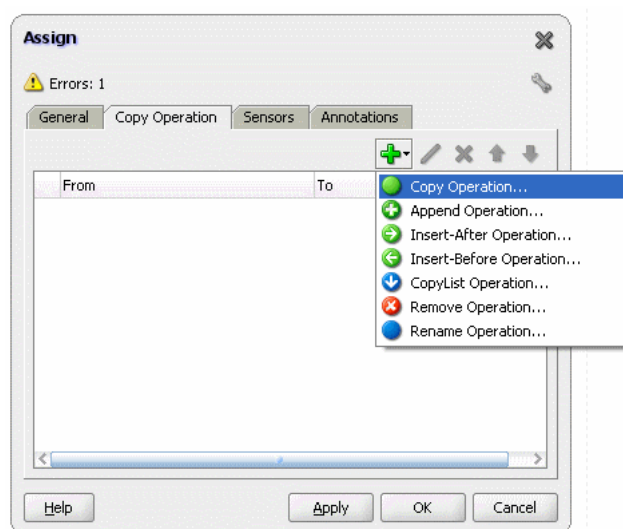 Assign
Errors: 1
General Copy Operation Sensors Annotations
From To
Copy Operation...
Append Operation...
Insert-After Operation...
Insert-Before Operation...
CopyList Operation...
Remove Operation...
Rename Operation...
Help Apply OK Cancel